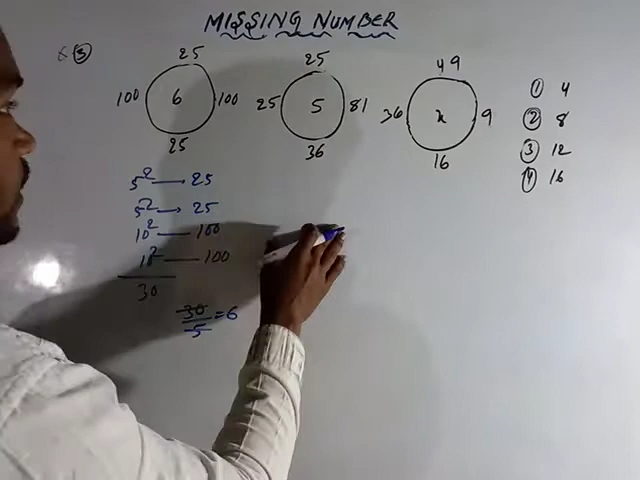 MISSING NUMBER
5
25
100 6 100
25
25
25 5 81
36
49
36 x 9
16
1 4
2 8
3 12
4 16
5² — 25
5² → 25
10² — 100
10² — 100
30
30/5 = 6